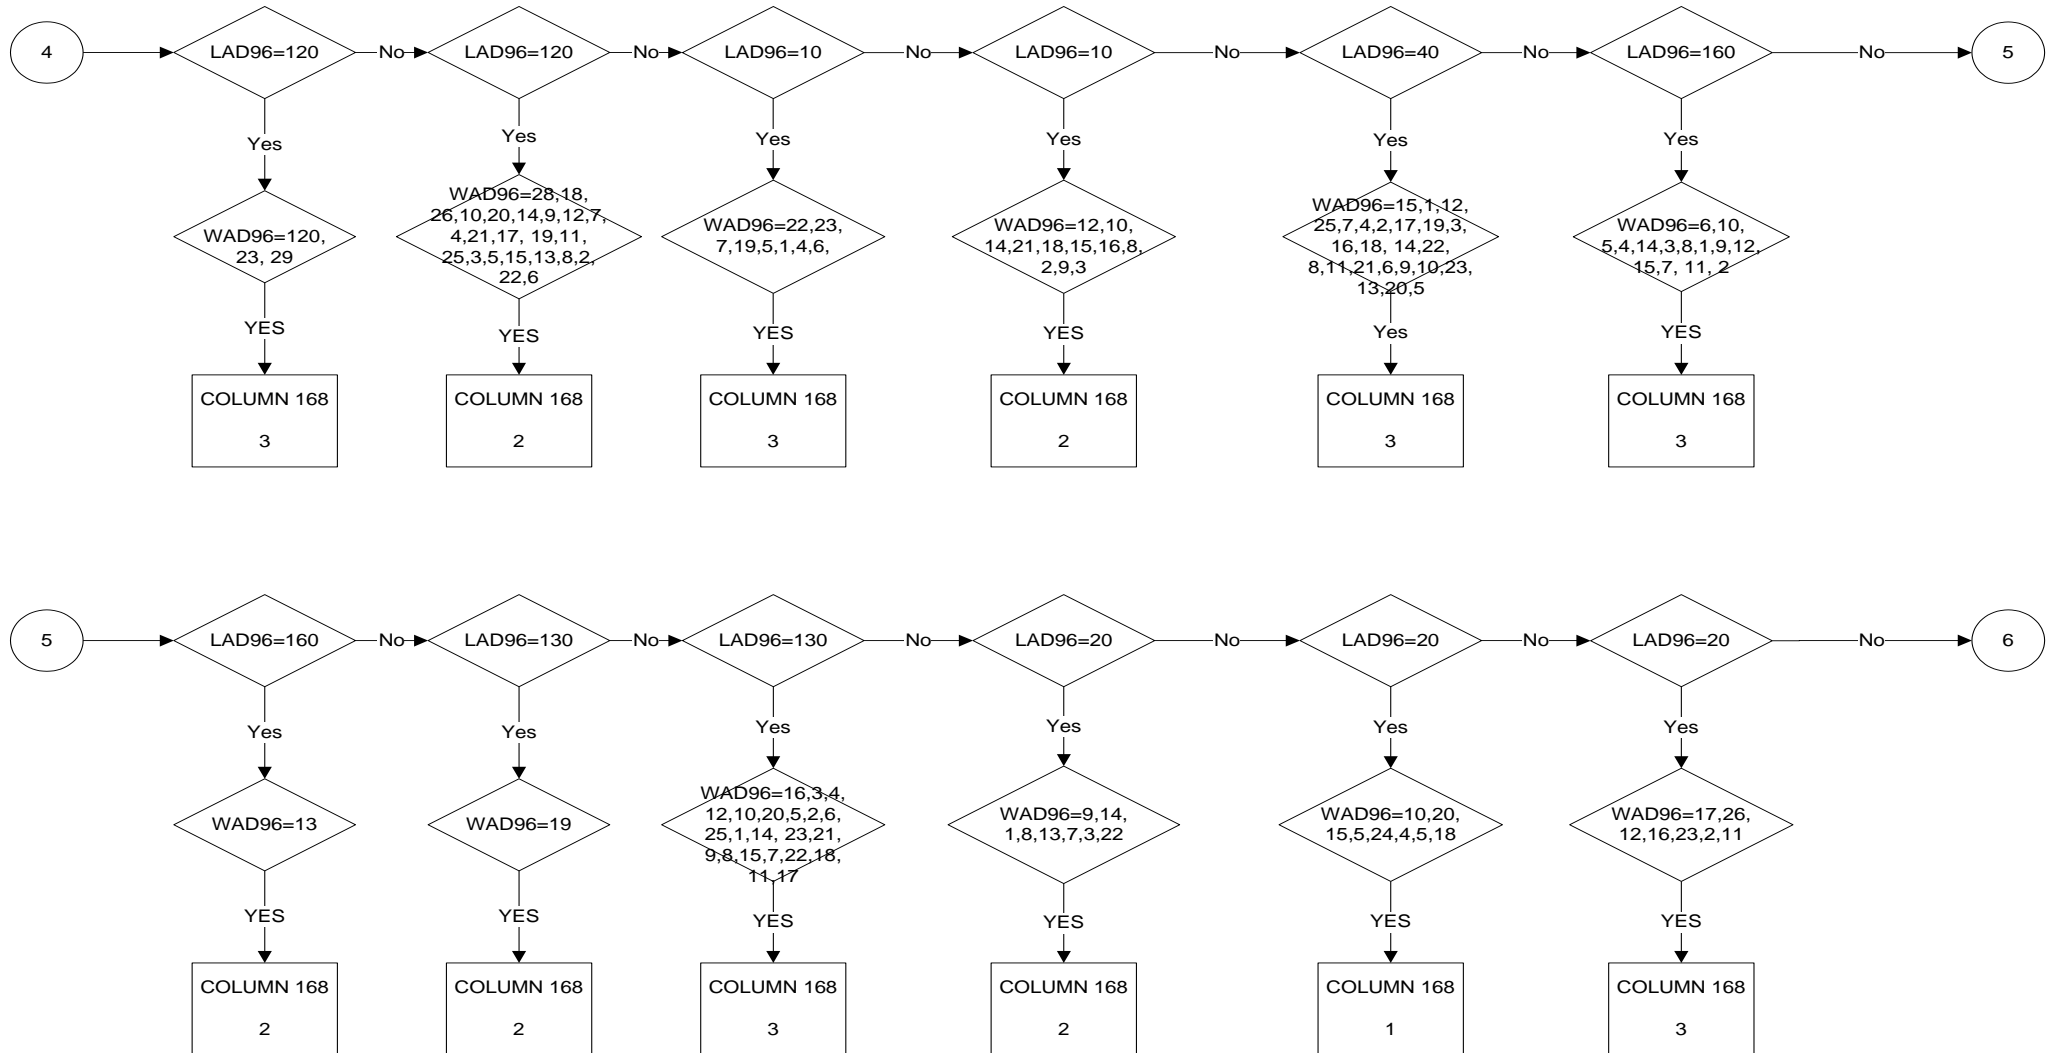 4
LAD96=120
No
LAD96=120
No
LAD96=10
No
LAD96=10
No
LAD96=40
No
LAD96=160
No
5
Yes
Yes
Yes
Yes
Yes
Yes
WAD96=120,
23, 29
WAD96=28,18,
26,10,20,14,9,12,7,
4,21,17, 19,11,
25,3,5,15,13,8,2,
22,6
WAD96=22,23,
7,19,5,1,4,6,
WAD96=12,10,
14,21,18,15,16,8,
2,9,3
WAD96=15,1,12,
25,7,4,2,17,19,3,
16,18, 14,22,
8,11,21,6,9,10,23,
13,20,5
WAD96=6,10,
5,4,14,3,8,1,9,12,
15,7, 11, 2
YES
YES
YES
YES
Yes
YES
COLUMN 168
3
COLUMN 168
2
COLUMN 168
3
COLUMN 168
2
COLUMN 168
3
COLUMN 168
3
5
LAD96=160
No
LAD96=130
No
LAD96=130
No
LAD96=20
No
LAD96=20
No
LAD96=20
No
6
Yes
Yes
Yes
Yes
Yes
Yes
WAD96=13
WAD96=19
WAD96=16,3,4,
12,10,20,5,2,6,
25,1,14, 23,21,
9,8,15,7,22,18,
11,17
WAD96=9,14,
1,8,13,7,3,22
WAD96=10,20,
15,5,24,4,5,18
WAD96=17,26,
12,16,23,2,11
YES
YES
YES
YES
YES
YES
COLUMN 168
2
COLUMN 168
2
COLUMN 168
3
COLUMN 168
2
COLUMN 168
1
COLUMN 168
3